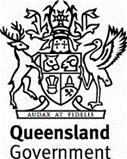 AUDAX AT FIDELIS
Queensland
Government